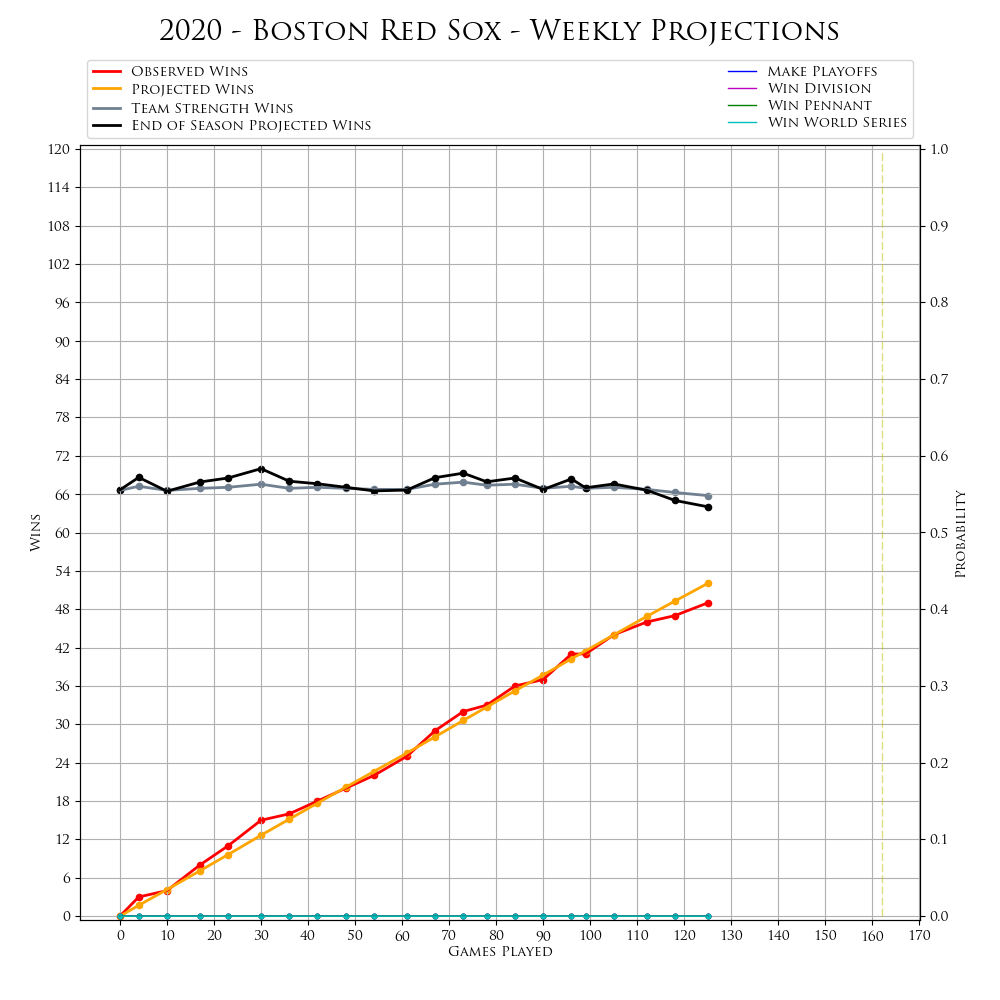 2020 - Boston Red Sox - Weekly Projections
Observed Wins
Projected Wins
Team Strength Wins
End of Season Projected Wins
Make Playoffs
Win Division
Win Pennant
Win World Series
120
114
108
102
96
90
84
78
72
66
60
54
48
42
36
30
24
18
12
6
0
Wins
1.0
0.9
0.8
0.7
0.6
0.5
0.4
0.3
0.2
0.1
0.0
Probability
0 10 20 30 40 50 60 70 80 90 100 110 120 130 140 150 160 170
Games Played